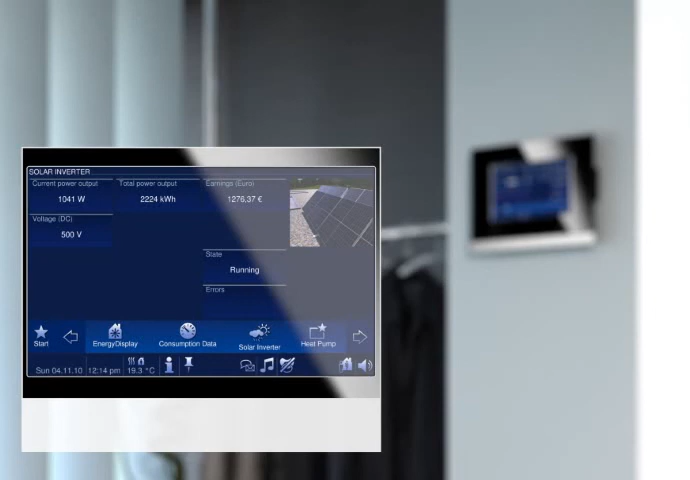 SOLAR INVERTER
Current power output Total power output Earnings (Euro)
1041 W 2224 kWh 1276,37 €
Voltage (DC)
500 V
State
Running
Errors
Start EnergyDisplay Consumption Data Solar Inverter Heat Pump
Sun 04.11.10 12:14 pm 19.3 °C